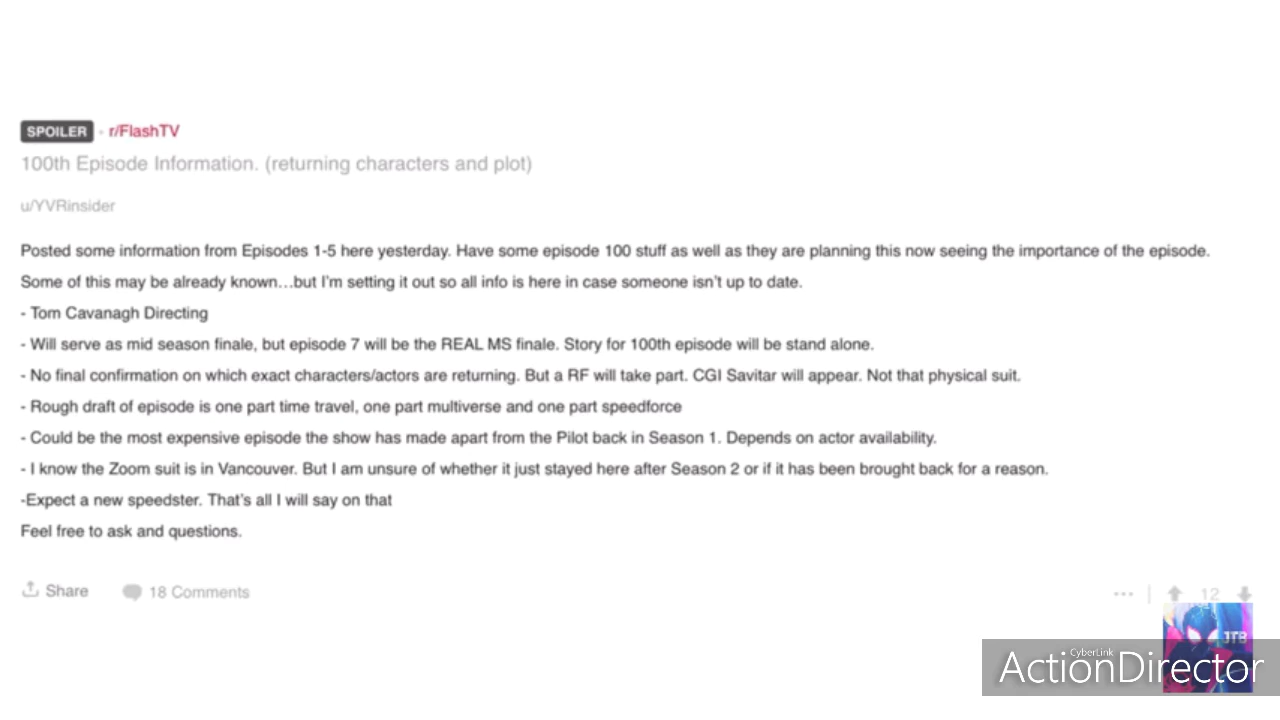 SPOILER • r/FlashTV
100th Episode Information. (returning characters and plot)
u/YVRinsider
Posted some information from Episodes 1-5 here yesterday. Have some episode 100 stuff as well as they are planning this now seeing the importance of the episode.
Some of this may be already known...but I'm setting it out so all info is here in case someone isn't up to date.
- Tom Cavanagh Directing
- Will serve as mid season finale, but episode 7 will be the REAL MS finale. Story for 100th episode will be stand alone.
- No final confirmation on which exact characters/actors are returning. But a RF will take part. CGI Savitar will appear. Not that physical suit.
- Rough draft of episode is one part time travel, one part multiverse and one part speedforce
- Could be the most expensive episode the show has made apart from the Pilot back in Season 1. Depends on actor availability.
- I know the Zoom suit is in Vancouver. But I am unsure of whether it just stayed here after Season 2 or if it has been brought back for a reason.
-Expect a new speedster. That's all I will say on that
Feel free to ask and questions.
Share 18 Comments 12
JTB
CyberLink
ActionDirector